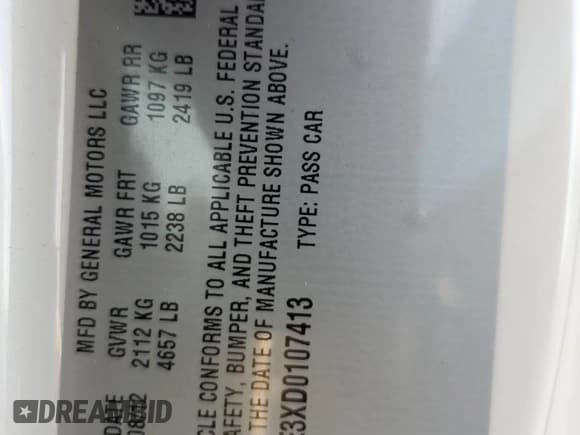 MFD BY GENERAL MOTORS LLC
DATE GVWR GAWR FRT GAWR RR
2112 KG 1015 KG 1097 KG
4657 LB 2238 LB 2419 LB
CLE CONFORMS TO ALL APPLICABLE U.S. FEDERAL
AFETY, BUMPER, AND THEFT PREVENTION STANDA
THE DATE OF MANUFACTURE SHOWN ABOVE.
3XD0107413 TYPE: PASS CAR
DREAMBID